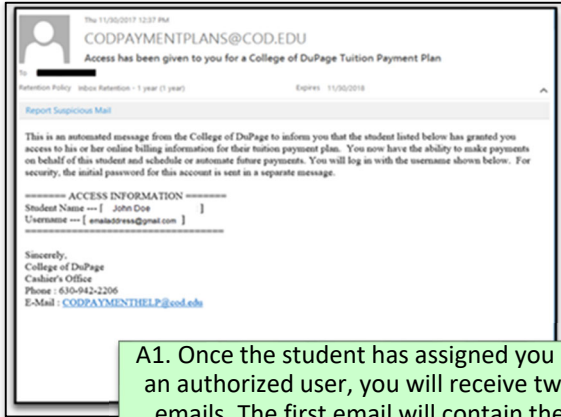 Thu 11/30/2017 12:37 PM
CODPAYMENTPLANS@COD.EDU
Access has been given to you for a College of DuPage Tuition Payment Plan
To
Retention Policy Inbox Retention - 1 year (1 year) Expires 11/30/2018
Report Suspicious Mail
This is an automated message from the College of DuPage to inform you that the student listed below has granted you
access to his or her online billing information for their tuition payment plan. You now have the ability to make payments
on behalf of this student and schedule or automate future payments. You will log in with the username shown below. For
security, the initial password for this account is sent in a separate message.
======= ACCESS INFORMATION =======
Student Name --- [ John Doe ]
Username --- [ emailaddress@gmail.com ]
==================================
Sincerely,
College of DuPage
Cashier's Office
Phone : 630-942-2206
E-Mail : CODPAYMENTHELP@cod.edu
A1. Once the student has assigned you
an authorized user, you will receive tw
emails. The first email will contain the